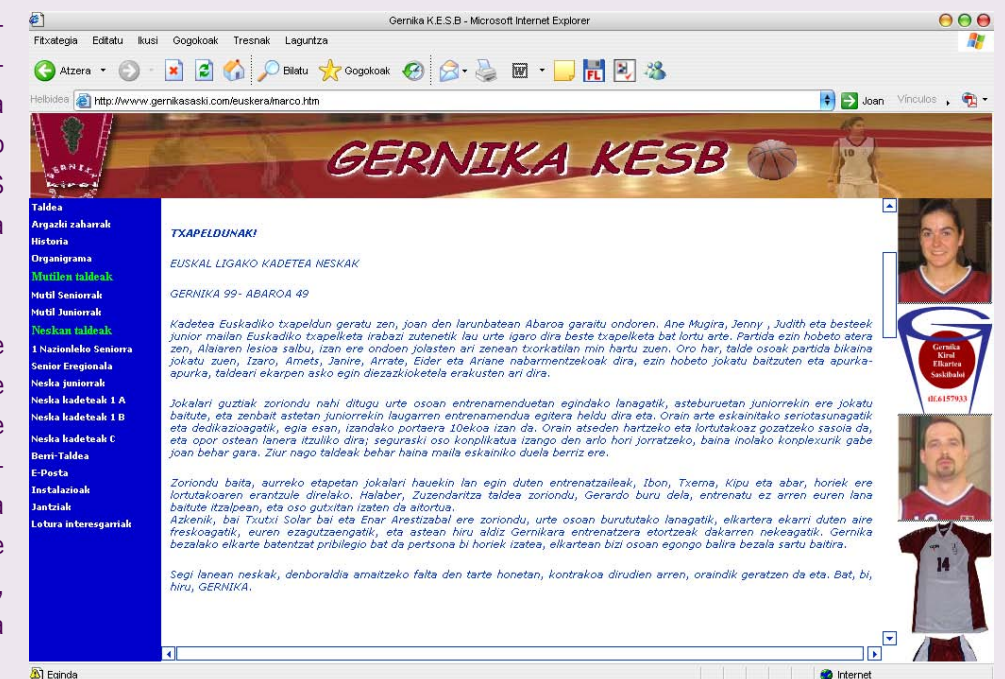 Gernika K.E.S.B - Microsoft Internet Explorer
Fitxategia Editatu Ikusi Gogokoak Tresnak Laguntza
Atzera Bilatu Gogokoak
Helbidea http://www.gernikasaski.com/euskera/marco.htm Joan Vínculos
GERNIKA
GERNIKA KESB
10
Taldea
Argazki zaharrak
Historia
Organigrama
Mutilen taldeak
Mutil Seniorrak
Mutil Juniorrak
Neskan taldeak
1 Nazionleko Seniorra
Senior Eregionala
Neska juniorrak
Neska kadeteak 1 A
Neska kadeteak 1 B
Neska kadeteak C
Berri-Taldea
E-Posta
Instalazioak
Jantziak
Lotura interesgarriak
TXAPELDUNAK!
EUSKAL LIGAKO KADETEA NESKAK
GERNIKA 99- ABAROA 49
Kadetea Euskadiko txapeldun geratu zen, joan den larunbatean Abaroa garaitu ondoren. Ane Mugira, Jenny , Judith eta besteek
junior mailan Euskadiko txapelketa irabazi zutenetik lau urte igaro dira beste txapelketa bat lortu arte. Partida ezin hobeto atera
zen, Alaiaren lesioa salbu, izan ere ondoen jolasten ari zenean txorkatilan min hartu zuen. Oro har, talde osoak partida bikaina
jokatu zuen, Izaro, Amets, Janire, Arrate, Eider eta Ariane nabarmentzekoak dira, ezin hobeto jokatu baitzuten eta apurka-
apurka, taldeari ekarpen asko egin diezazkioketela erakusten ari dira.
Jokalari guztiak zoriondu nahi ditugu urte osoan entrenamenduetan egindako lanagatik, asteburuetan juniorrekin ere jokatu
baitute, eta zenbait astetan juniorrekin laugarren entrenamendua egitera heldu dira eta. Orain arte eskainitako seriotasunagatik
eta dedikazioagatik, egia esan, izandako portaera 10ekoa izan da. Orain atseden hartzeko eta lortutakoaz gozatzeko sasoia da,
eta opor ostean lanera itzuliko dira; seguraski oso konplikatua izango den arlo hori jorratzeko, baina inolako konplexurik gabe
joan behar gara. Ziur nago taldeak behar haina maila eskainiko duela berriz ere.
Zoriondu baita, aurreko etapetan jokalari hauekin lan egin duten entrenatzaileak, Ibon, Txema, Kipu eta abar, horiek ere
lortutakoaren erantzule direlako. Halaber, Zuzendaritza taldea zoriondu, Gerardo buru dela, entrenatu ez arren euren lana
baitute itzalpean, eta oso gutxitan izaten da aitortua.
Azkenik, bai Txutxi Solar bai eta Enar Arestizabal ere zoriondu, urte osoan burututako lanagatik, elkartera ekarri duten aire
freskoagatik, euren ezagutzaengatik, eta astean hiru aldiz Gernikara entrenatzera etortzeak dakarren nekeagatik. Gernika
bezalako elkarte batentzat pribilegio bat da pertsona bi horiek izatea, elkartean bizi osoan egongo balira bezala sartu baitira.
Segi lanean neskak, denboraldia amaitzeko falta den tarte honetan, kontrakoa dirudien arren, oraindik geratzen da eta. Bat, bi,
hiru, GERNIKA.
Gernika
Kirol
Elkartea
Saskibaloi
tlf.6157933
14
Eginda Internet